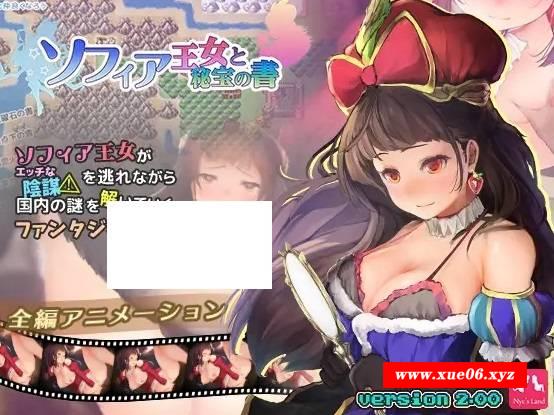 ソフィア王女と
秘宝の書
ソフィア王女が
エッチな
陰謀を逃れながら
国内の謎を
ファンタジ
全編アニメーション
www.xue06.xyz
version 2.00
Nyx's Land